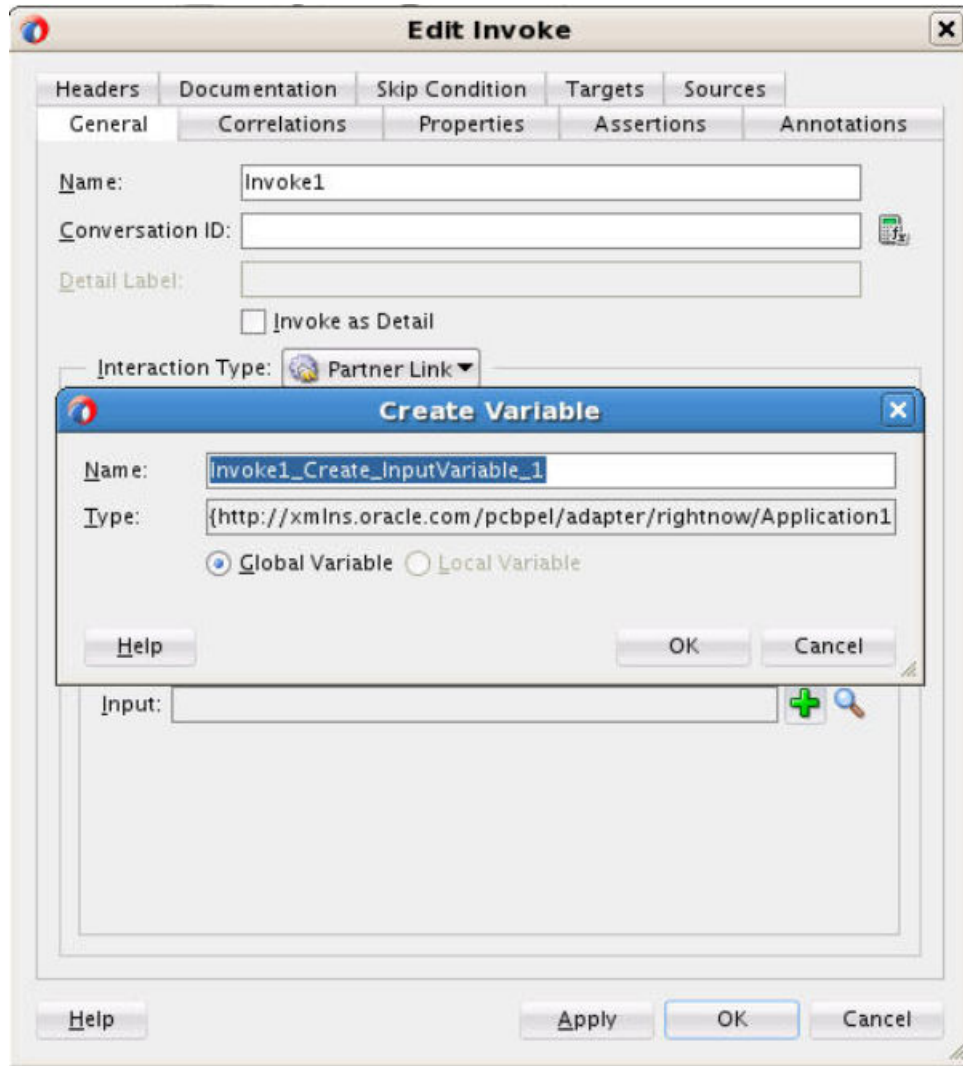 Edit Invoke
Headers Documentation Skip Condition Targets Sources
General Correlations Properties Assertions Annotations
Name: Invoke1
Conversation ID:
Detail Label:
Invoke as Detail
Interaction Type: Partner Link
Create Variable
Name: Invoke1_Create_InputVariable_1
Type: {http://xmlns.oracle.com/pcbpel/adapter/rightnow/Application1
Global Variable Local Variable
Help OK Cancel
Input:
Help Apply OK Cancel